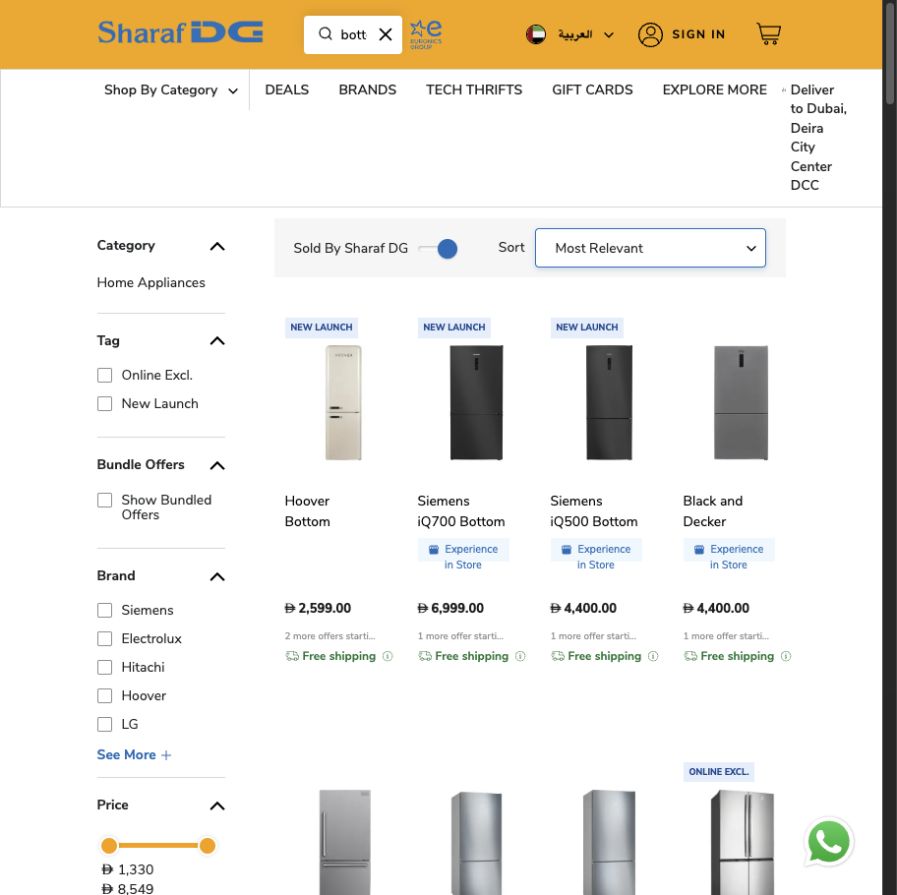 Sharaf DG
bott
EURONICS
GROUP
العربية
SIGN IN
Shop By Category
DEALS
BRANDS
TECH THRIFTS
GIFT CARDS
EXPLORE MORE
Deliver
to Dubai,
Deira
City
Center
DCC
Category
Home Appliances
Tag
Online Excl.
New Launch
Bundle Offers
Show Bundled
Offers
Brand
Siemens
Electrolux
Hitachi
Hoover
LG
See More +
Price
1,330
8,549
Sold By Sharaf DG
Sort
Most Relevant
NEW LAUNCH
NEW LAUNCH
NEW LAUNCH
HOOVER
Hoover
Bottom
2,599.00
2 more offers starti...
Free shipping
Siemens
iQ700 Bottom
Experience
in Store
6,999.00
1 more offer starti...
Free shipping
Siemens
iQ500 Bottom
Experience
in Store
4,400.00
1 more offer starti...
Free shipping
Black and
Decker
Experience
in Store
4,400.00
1 more offer starti...
Free shipping
ONLINE EXCL.